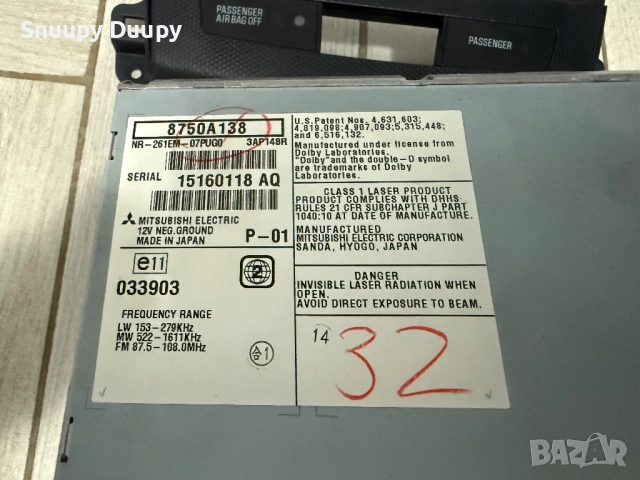 Snuupy Duupy
PASSENGER
AIR BAG OFF
PASSENGER
8750A138
NR-261EM-07PUG0 3AP148R
SERIAL 15160118 AQ
MITSUBISHI ELECTRIC
12V NEG.GROUND
MADE IN JAPAN P-01
e11
2
033903
FREQUENCY RANGE
LW 153-279KHz
MW 522-1611KHz
FM 87.5-108.0MHz
合1
U.S.Patent Nos. 4,631,603;
4,819,098;4,907,093;5,315,448;
and 6,516,132.
Manufactured under license from
Dolby Laboratories.
"Dolby" and the double-D symbol
are trademarks of Dolby
Laboratories.
CLASS 1 LASER PRODUCT
PRODUCT COMPLIES WITH DHHS
RULES 21 CFR SUBCHAPTER J PART
1040:10 AT DATE OF MANUFACTURE.
MANUFACTURED
MITSUBISHI ELECTRIC CORPORATION
SANDA, HYOGO, JAPAN
DANGER
INVISIBLE LASER RADIATION WHEN
OPEN.
AVOID DIRECT EXPOSURE TO BEAM.
14
32
BAZAR